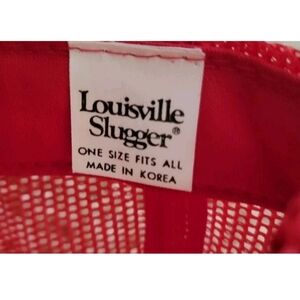 Louisville
Slugger®
ONE SIZE FITS ALL
MADE IN KOREA